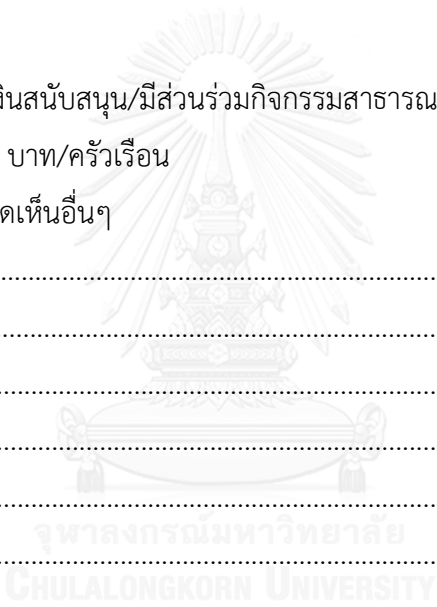 งินสนับสนุน/มีส่วนร่วมกิจกรรมสาธารณ
บาท/ครัวเรือน
ดเห็นอื่นๆ
................................................................................
................................................................................
................................................................................
................................................................................
................................................................................
จุฬาลงกรณ์มหาวิทยาลัย
................................................................................
CHULALONGKORN UNIVERSITY